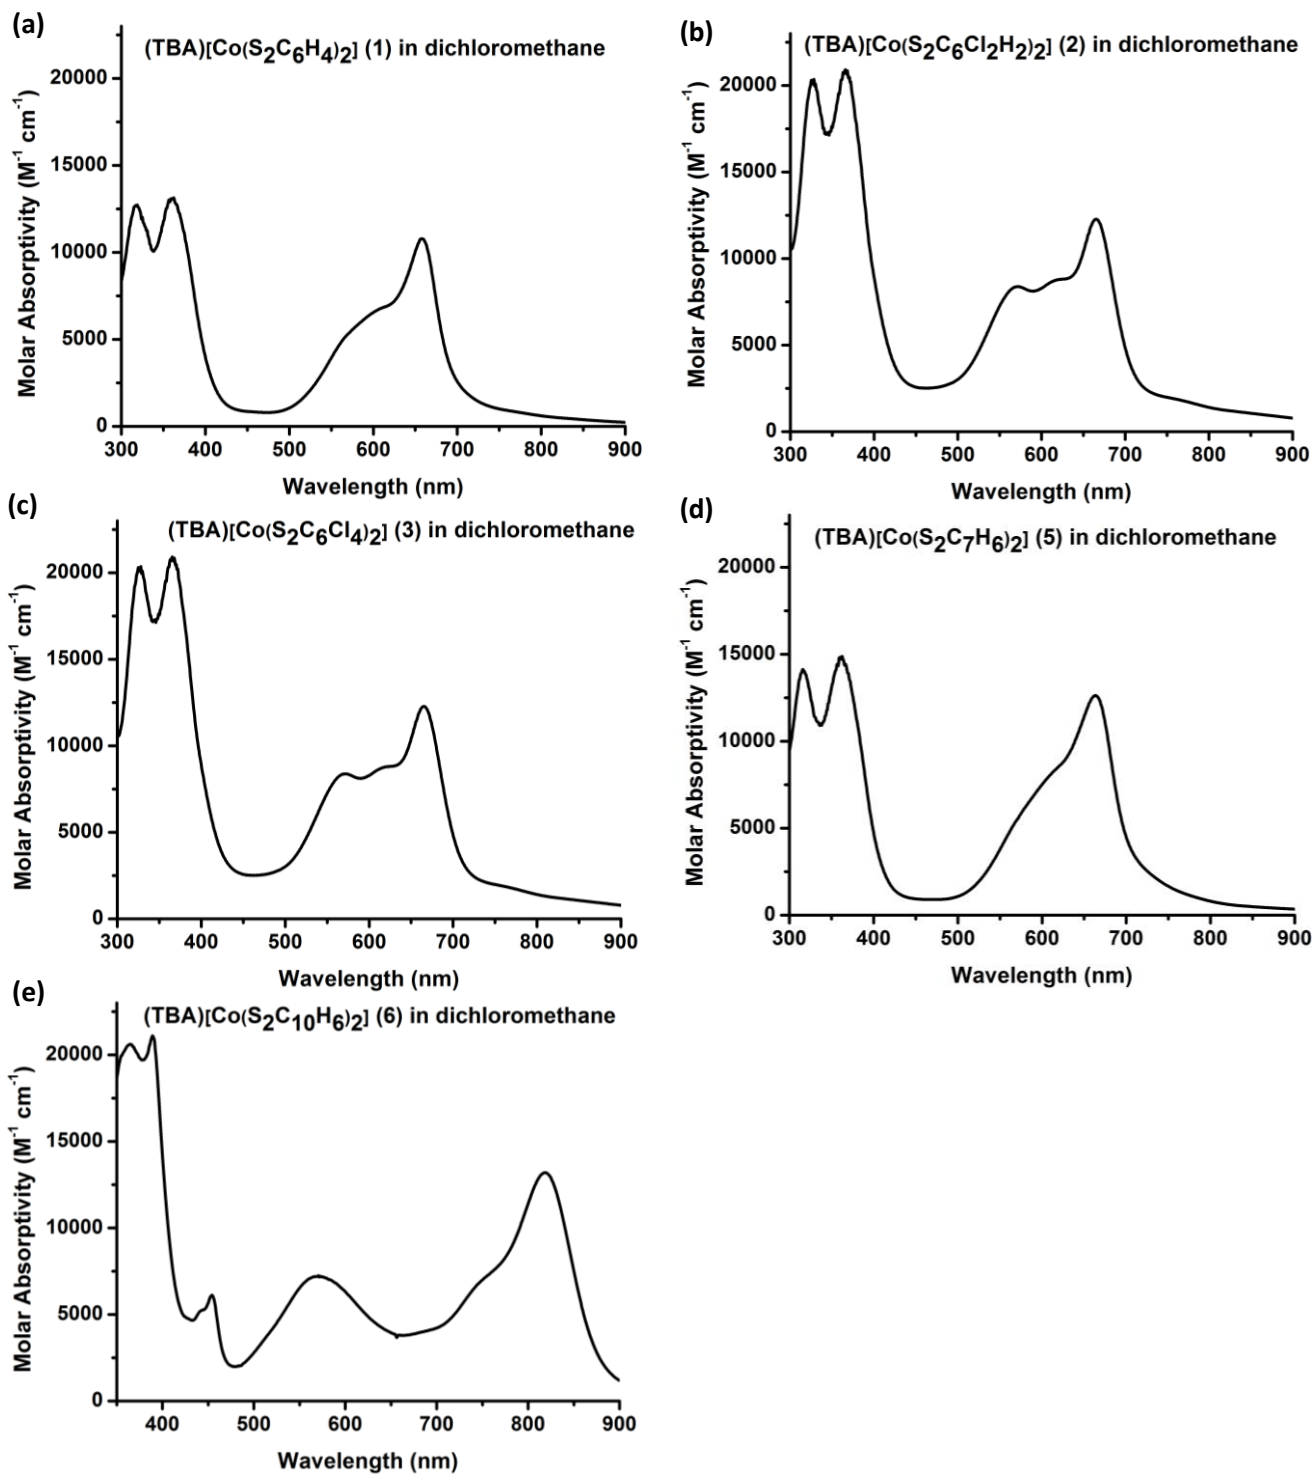 (a)
(TBA)[Co(S2C6H4)2] (1) in dichloromethane
Molar Absorptivity (M-1 cm-1)
20000
15000
10000
5000
0
300 400 500 600 700 800 900
Wavelength (nm)
(b)
(TBA)[Co(S2C6Cl2H2)2] (2) in dichloromethane
Molar Absorptivity (M-1 cm-1)
20000
15000
10000
5000
0
300 400 500 600 700 800 900
Wavelength (nm)
(c)
(TBA)[Co(S2C6Cl4)2] (3) in dichloromethane
Molar Absorptivity (M-1 cm-1)
20000
15000
10000
5000
0
300 400 500 600 700 800 900
Wavelength (nm)
(d)
(TBA)[Co(S2C7H6)2] (5) in dichloromethane
Molar Absorptivity (M-1 cm-1)
20000
15000
10000
5000
0
300 400 500 600 700 800 900
Wavelength (nm)
(e)
(TBA)[Co(S2C10H6)2] (6) in dichloromethane
Molar Absorptivity (M-1 cm-1)
20000
15000
10000
5000
0
400 500 600 700 800 900
Wavelength (nm)